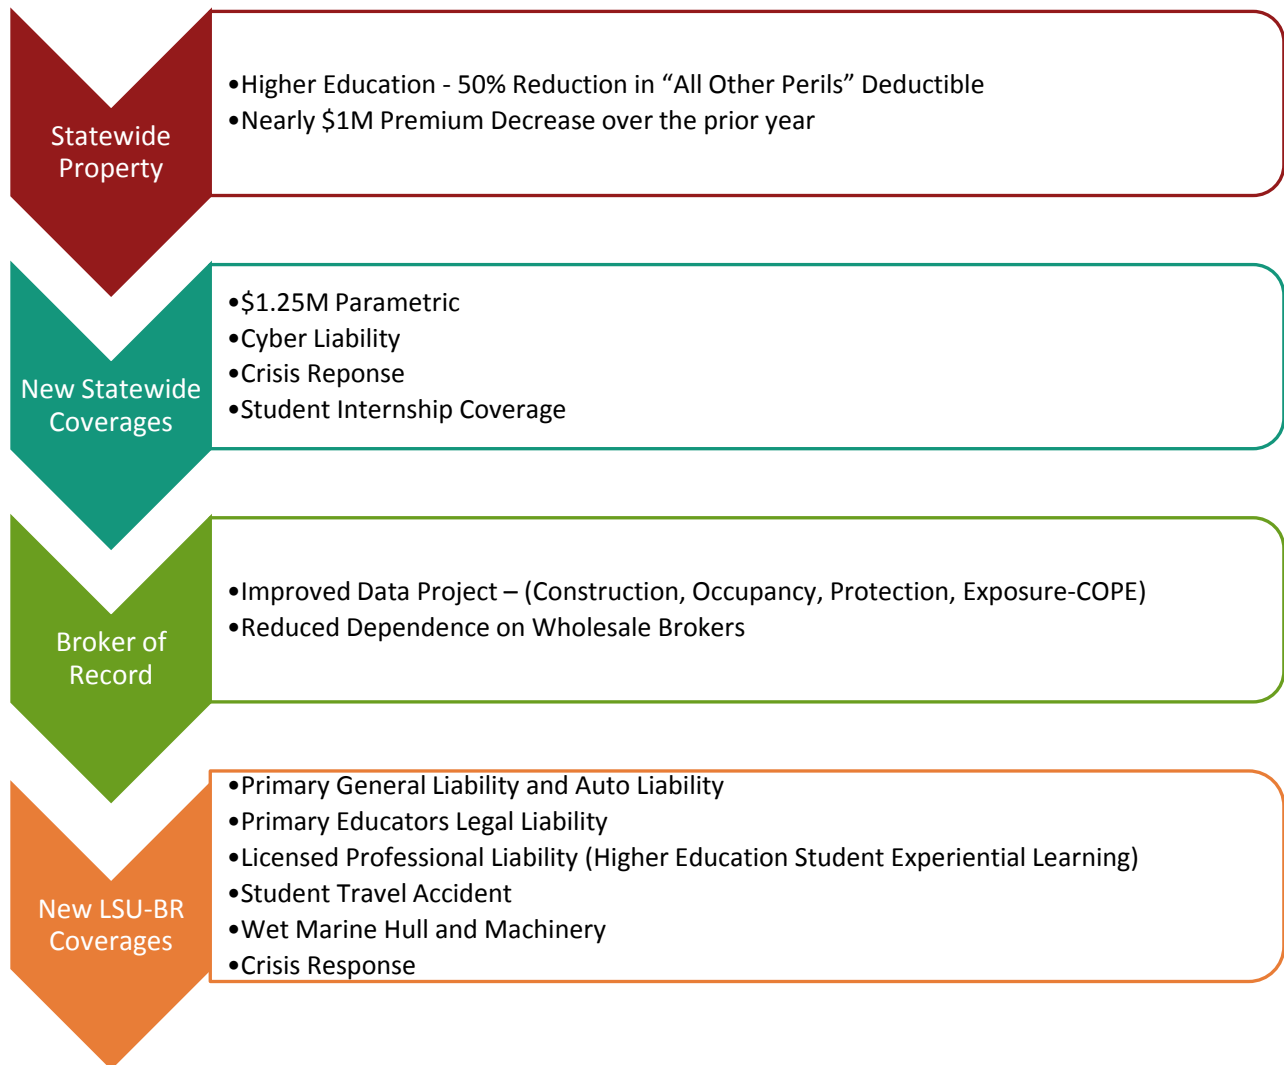 Statewide
Property
•Higher Education - 50% Reduction in “All Other Perils” Deductible
•Nearly $1M Premium Decrease over the prior year
New Statewide
Coverages
•$1.25M Parametric
•Cyber Liability
•Crisis Reponse
•Student Internship Coverage
Broker of
Record
•Improved Data Project – (Construction, Occupancy, Protection, Exposure-COPE)
•Reduced Dependence on Wholesale Brokers
New LSU-BR
Coverages
•Primary General Liability and Auto Liability
•Primary Educators Legal Liability
•Licensed Professional Liability (Higher Education Student Experiential Learning)
•Student Travel Accident
•Wet Marine Hull and Machinery
•Crisis Response